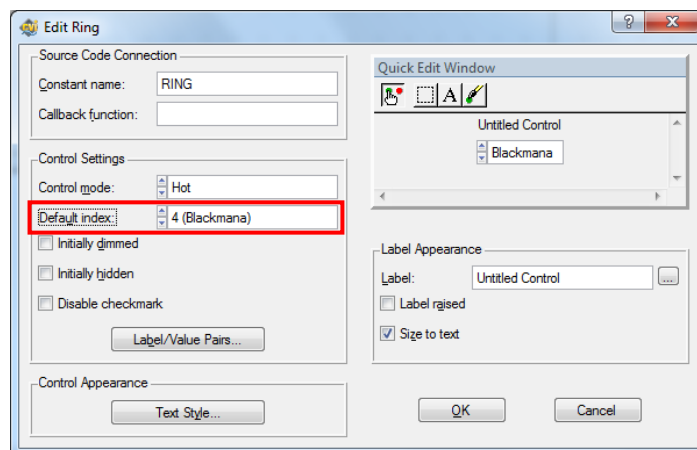 Edit Ring
Source Code Connection
Constant name: RING
Callback function:
Control Settings
Control mode: Hot
Default index: 4 (Blackmana)
Initially dimmed
Initially hidden
Disable checkmark
Label/Value Pairs...
Control Appearance
Text Style...
Quick Edit Window
A
Untitled Control
Blackmana
Label Appearance
Label: Untitled Control ...
Label raised
Size to text
OK Cancel